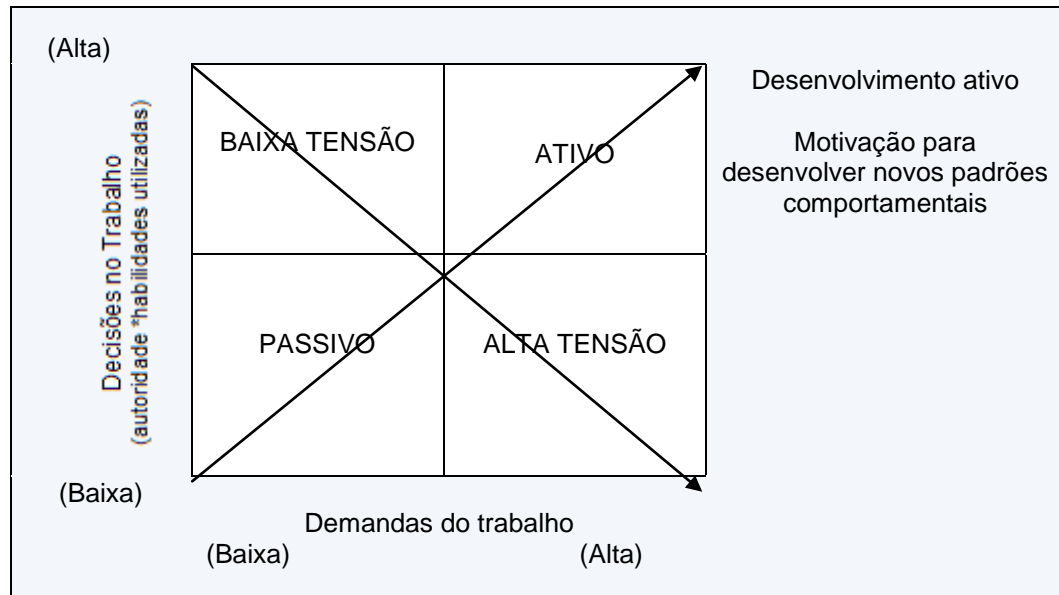 (Alta)
Decisões no Trabalho
(autoridade *habilidades utilizadas)
(Baixa)
BAIXA TENSÃO
ATIVO
PASSIVO
ALTA TENSÃO
Desenvolvimento ativo
Motivação para
desenvolver novos padrões
comportamentais
Demandas do trabalho
(Baixa)
(Alta)